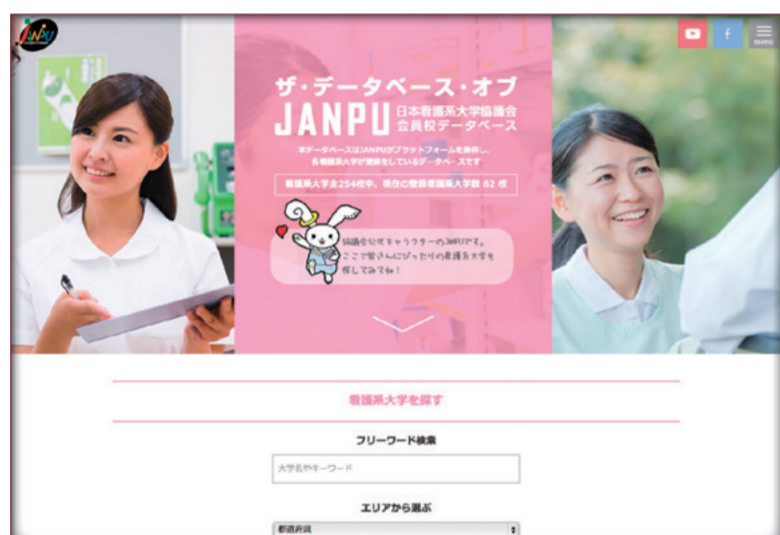 JANPU
menu
ザ・データベース・オブ
JANPU 日本看護系大学協議会
会員校データベース
本データベースはJANPUがプラットフォームを提供し、
各看護系大学が登録をしているデータベースです
看護系大学全254校中、現在の登録看護系大学数 62 校
協議会公式キャラクターのJANPUです。
ここで皆さんにぴったりの看護系大学を
探してみてね!
看護系大学を探す
フリーワード検索
大学名やキーワード
エリアから選ぶ
都道府県